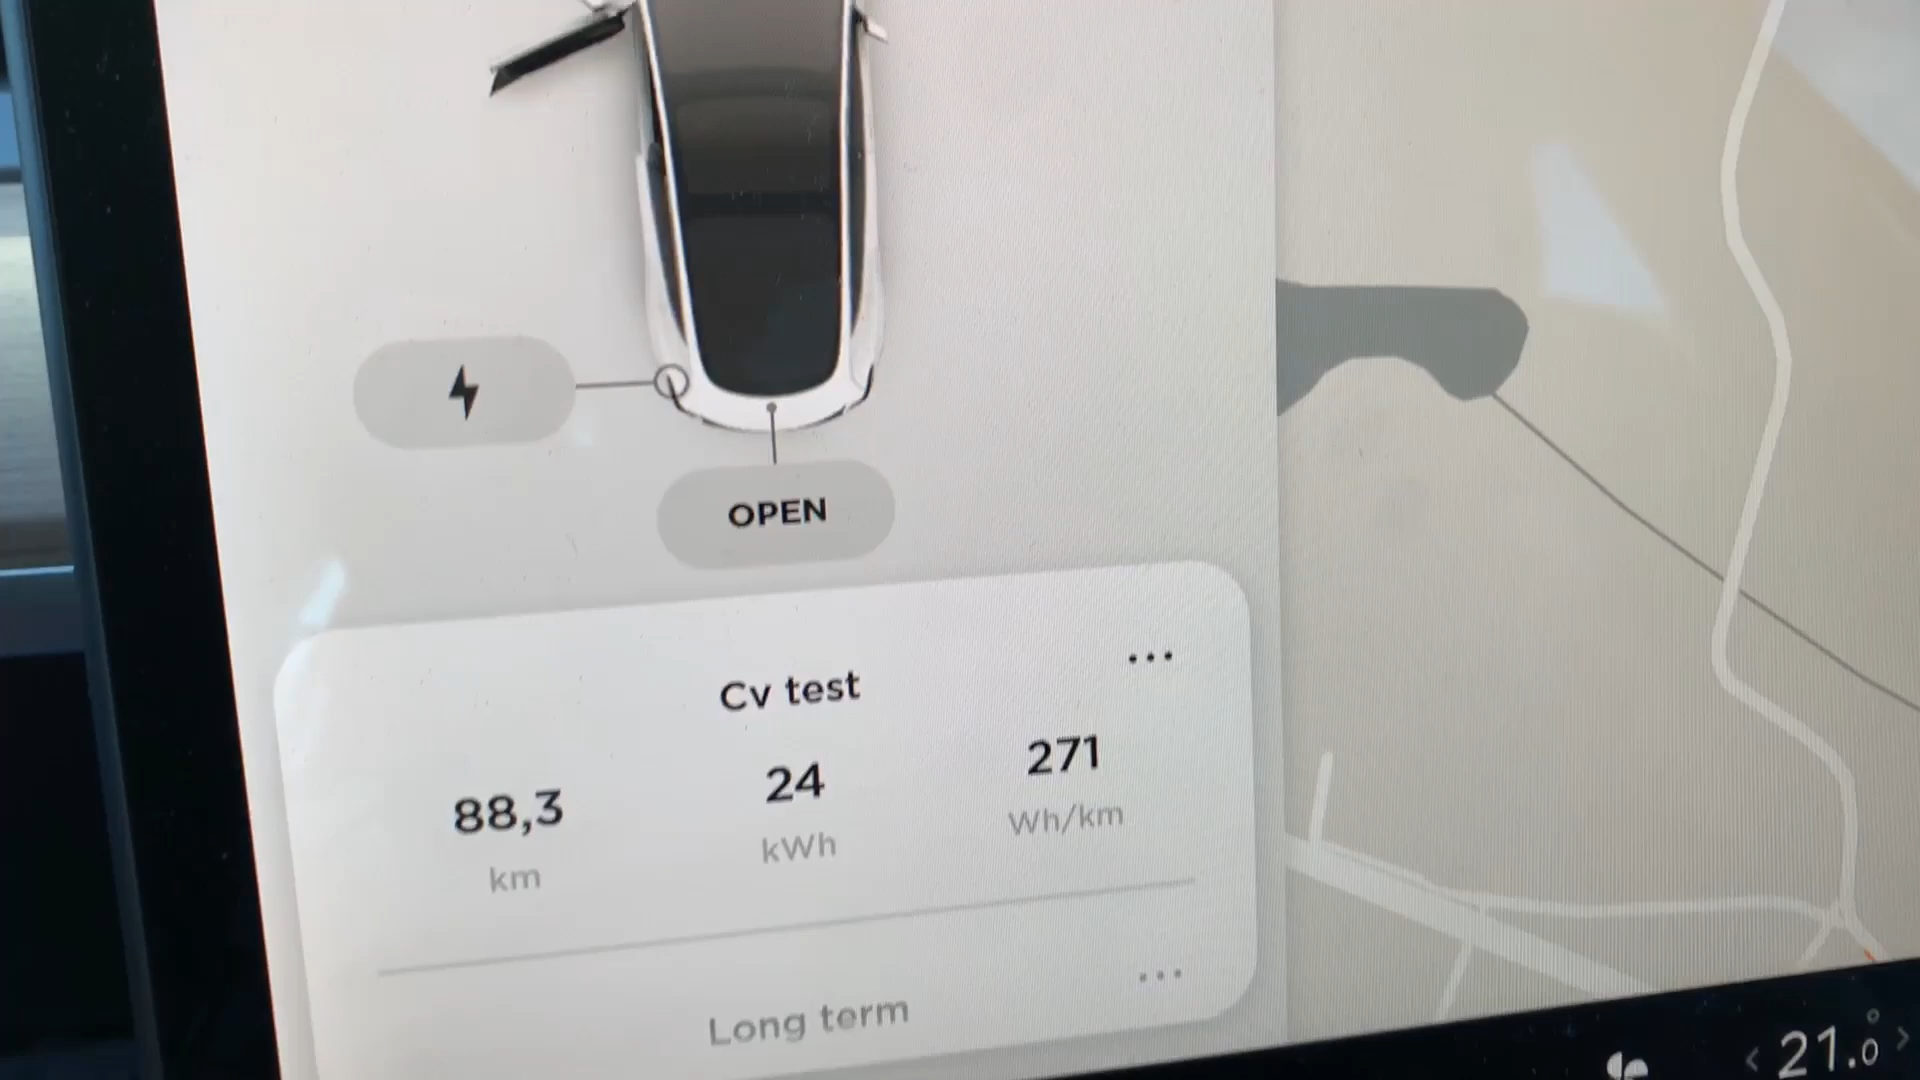 OPEN
Cv test
88,3 24 271
km kWh Wh/km
Long term
21.0°